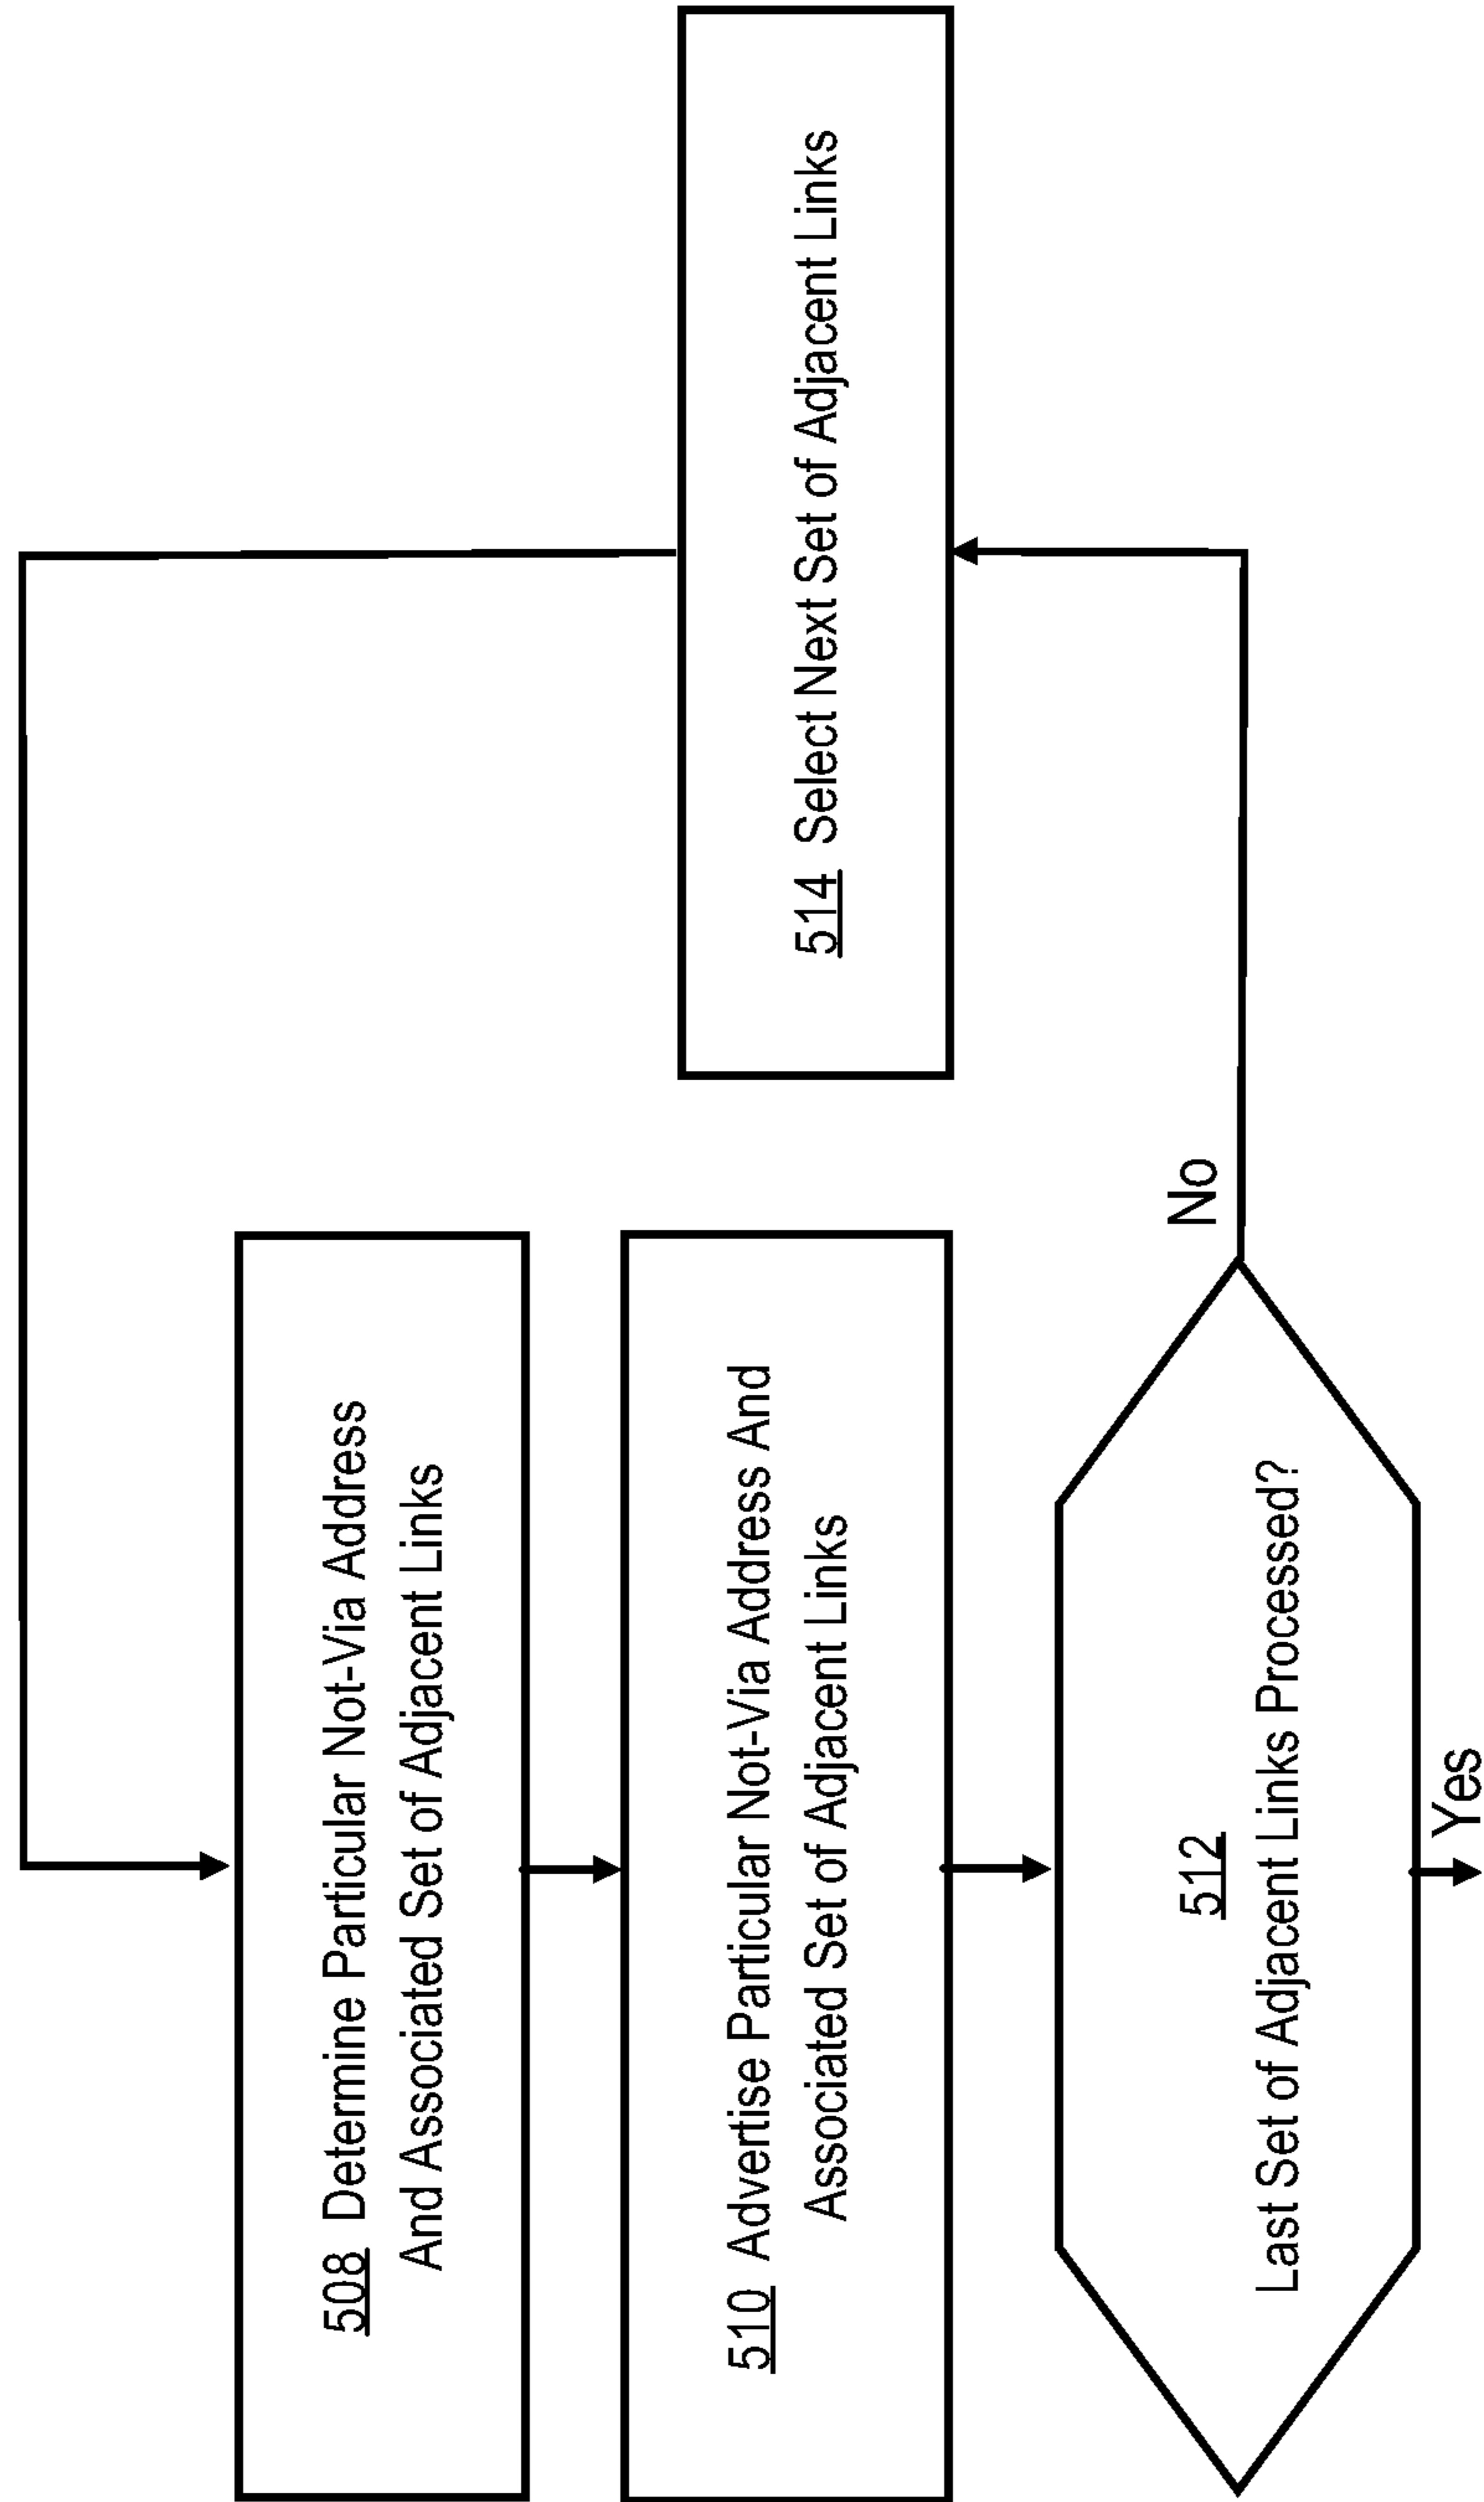 508 Determine Particular Not-Via Address
And Associated Set of Adjacent Links
510 Advertise Particular Not-Via Address And
Associated Set of Adjacent Links
512
Last Set of Adjacent Links Processed?
No
Yes
514 Select Next Set of Adjacent Links